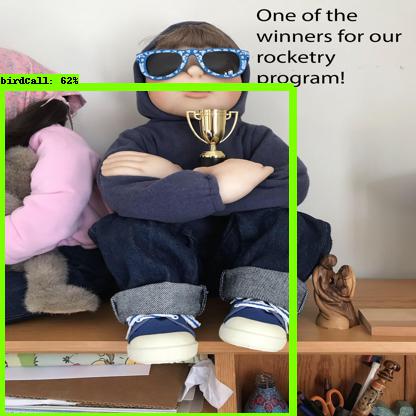 One of the
winners for our
rocketry
program!
birdCall: 62%